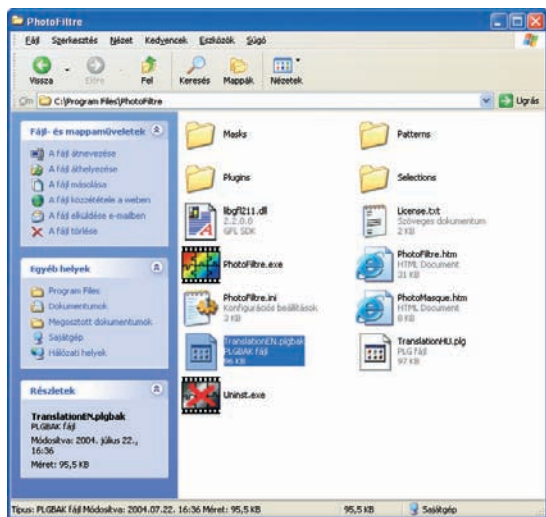 PhotoFiltre
Fájl Szerkesztés Nézet Kedvencek Eszközök Súgó
Vissza Előre Fel Keresés Mappák Nézetek
Cím C:\Program Files\PhotoFiltre Ugrás
Fájl- és mappaműveletek
A fájl átnevezése
A fájl áthelyezése
A fájl másolása
A fájl közzététele a weben
A fájl elküldése e-mailben
A fájl törlése
Egyéb helyek
Program Files
Dokumentumok
Megosztott dokumentumok
Sajátgép
Hálózati helyek
Részletek
TranslationEN.plgbak
PLGBAK fájl
Módosítva: 2004. július 22.,
16:36
Méret: 95,5 KB
Masks
Patterns
Plugins
Selections
libgfl211.dll
2.2.0.0
GFL SDK
License.txt
Szöveges dokumentum
2 KB
PhotoFiltre.exe
PhotoFiltre.htm
HTML Document
31 KB
PhotoFiltre.ini
Konfigurációs beállítások
3 KB
PhotoMasque.htm
HTML Document
8 KB
TranslationEN.plgbak
PLGBAK fájl
96 KB
TranslationHU.plg
PLG fájl
97 KB
Uninst.exe
Típus: PLGBAK fájl Módosítva: 2004.07.22. 16:36 Méret: 95,5 KB 95,5 KB Sajátgép